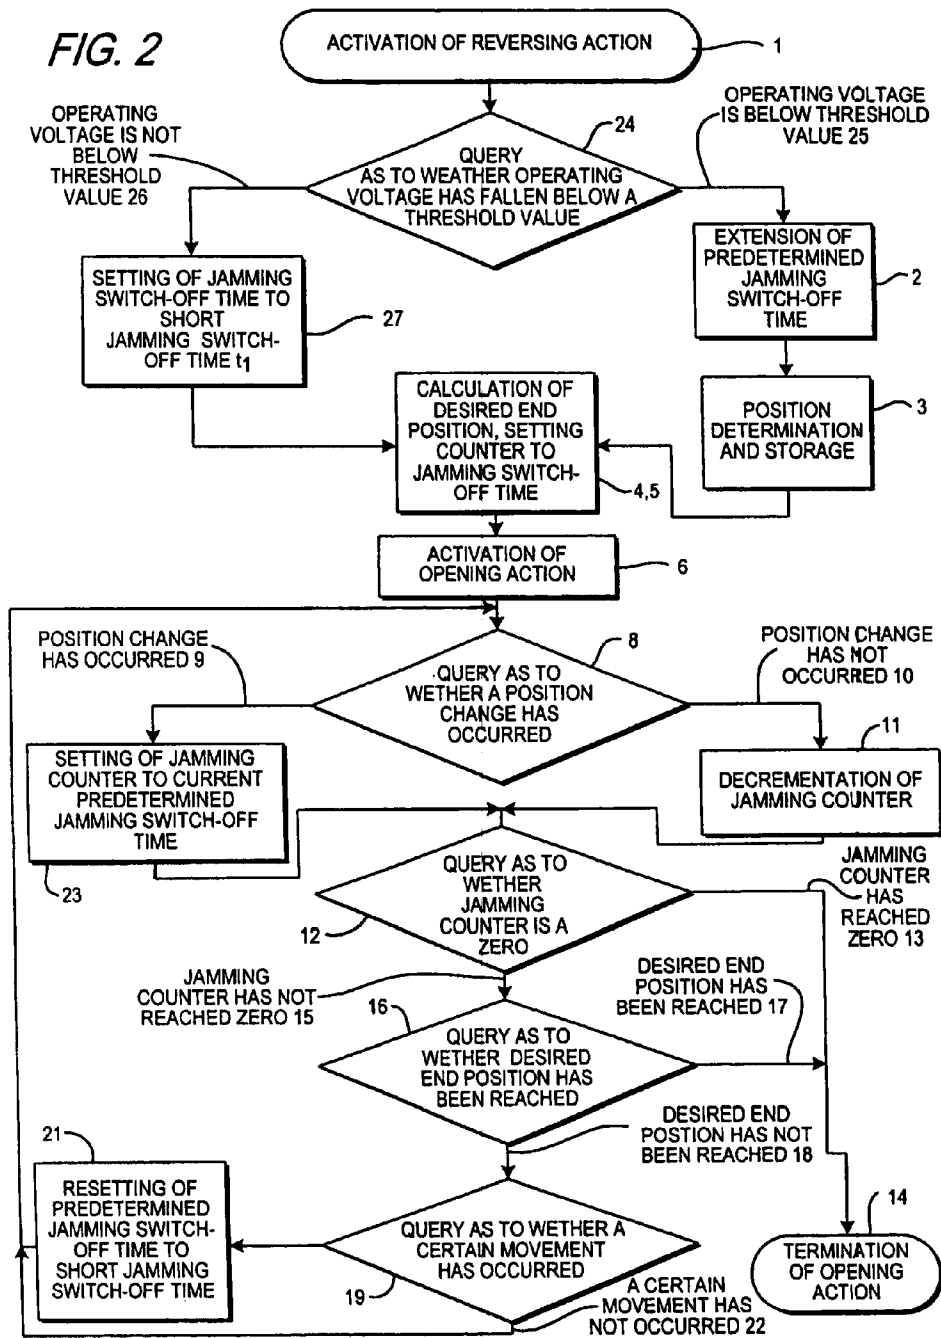 FIG. 2
ACTIVATION OF REVERSING ACTION
1
OPERATING
VOLTAGE IS NOT
BELOW
THRESHOLD
VALUE 26
24
QUERY
AS TO WEATHER OPERATING
VOLTAGE HAS FALLEN BELOW A
THRESHOLD VALUE
OPERATING VOLTAGE
IS BELOW THRESHOLD
VALUE 25
SETTING OF JAMMING
SWITCH-OFF TIME TO
SHORT
JAMMING SWITCH-
OFF TIME t1
27
EXTENSION OF
PREDETERMINED
JAMMING
SWITCH-OFF
TIME
2
CALCULATION OF
DESIRED END
POSITION, SETTING
COUNTER TO
JAMMING SWITCH-
OFF TIME
4,5
POSITION
DETERMINATION
AND STORAGE
3
ACTIVATION OF
OPENING ACTION
6
POSITION CHANGE
HAS OCCURRED 9
8
QUERY AS TO
WETHER A POSITION
CHANGE HAS
OCCURRED
POSITION CHANGE
HAS NOT
OCCURRED 10
SETTING OF JAMMING
COUNTER TO CURRENT
PREDETERMINED
JAMMING SWITCH-OFF
TIME
23
11
DECREMENTATION OF
JAMMING COUNTER
QUERY AS TO
WETHER
JAMMING
COUNTER IS A
ZERO
12
JAMMING
COUNTER
HAS
REACHED
ZERO 13
JAMMING
COUNTER HAS NOT
REACHED ZERO 15
DESIRED END
POSITION HAS
BEEN REACHED 17
16
QUERY AS TO
WETHER DESIRED
END POSITION HAS
BEEN REACHED
DESIRED END
POSTION HAS NOT
BEEN REACHED 18
21
RESETTING OF
PREDETERMINED
JAMMING SWITCH-
OFF TIME TO
SHORT JAMMING
SWITCH-OFF TIME
QUERY AS TO WETHER A
CERTAIN MOVEMENT
HAS OCCURRED
19
14
TERMINATION
OF OPENING
ACTION
A CERTAIN
MOVEMENT HAS
NOT OCCURRED 22